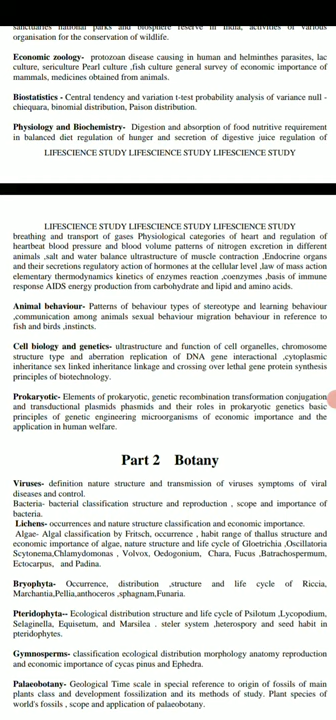 sanctuaries national parks and biosphere reserve in India, activities of various
organisation for the conservation of wildlife.
Economic zoology- protozoan disease causing in human and helminthes parasites, lac
culture, sericulture Pearl culture ,fish culture general survey of economic importance of
mammals, medicines obtained from animals.
Biostatistics - Central tendency and variation t-test probability analysis of variance null -
chiequara, binomial distribution, Paison distribution.
Physiology and Biochemistry- Digestion and absorption of food nutritive requirement
in balanced diet regulation of hunger and secretion of digestive juice regulation of
LIFESCIENCE STUDY LIFESCIENCE STUDY LIFESCIENCE STUDY
LIFESCIENCE STUDY LIFESCIENCE STUDY LIFESCIENCE STUDY
breathing and transport of gases Physiological categories of heart and regulation of
heartbeat blood pressure and blood volume patterns of nitrogen excretion in different
animals ,salt and water balance ultrastructure of muscle contraction ,Endocrine organs
and their secretions regulatory action of hormones at the cellular level ,law of mass action
elementary thermodynamics kinetics of enzymes reaction ,coenzymes ,basis of immune
response AIDS energy production from carbohydrate and lipid and amino acids.
Animal behaviour- Patterns of behaviour types of stereotype and learning behaviour
,communication among animals sexual behaviour migration behaviour in reference to
fish and birds ,instincts.
Cell biology and genetics- ultrastructure and function of cell organelles, chromosome
structure type and aberration replication of DNA gene interactional ,cytoplasmic
inheritance sex linked inheritance linkage and crossing over lethal gene protein synthesis
principles of biotechnology.
Prokaryotic- Elements of prokaryotic, genetic recombination transformation conjugation
and transductional plasmids phasmids and their roles in prokaryotic genetics basic
principles of genetic engineering microorganisms of economic importance and the
application in human welfare.
Part 2 Botany
Viruses- definition nature structure and transmission of viruses symptoms of viral
diseases and control.
Bacteria- bacterial classification structure and reproduction , scope and importance of
bacteria.
Lichens- occurrences and nature structure classification and economic importance.
Algae- Algal classification by Fritsch, occurrence , habit range of thallus structure and
economic importance of algae, nature structure and life cycle of Gloetrichia ,Oscillatoria
Scytonema,Chlamydomonas , Volvox, Oedogonium, Chara, Fucus ,Batrachospermum,
Ectocarpus, and Padina.
Bryophyta- Occurrence, distribution ,structure and life cycle of Riccia,
Marchantia,Pellia,anthoceros ,sphagnam,Funaria.
Pteridophyta-- Ecological distribution structure and life cycle of Psilotum ,Lycopodium,
Selaginella, Equisetum, and Marsilea . steler system ,heterospory and seed habit in
pteridophytes.
Gymnosperms- classification ecological distribution morphology anatomy reproduction
and economic importance of cycas pinus and Ephedra.
Palaeobotany- Geological Time scale in special reference to origin of fossils of main
plants class and development fossilization and its methods of study. Plant species of
world's fossils , scope and application of palaeobotany.